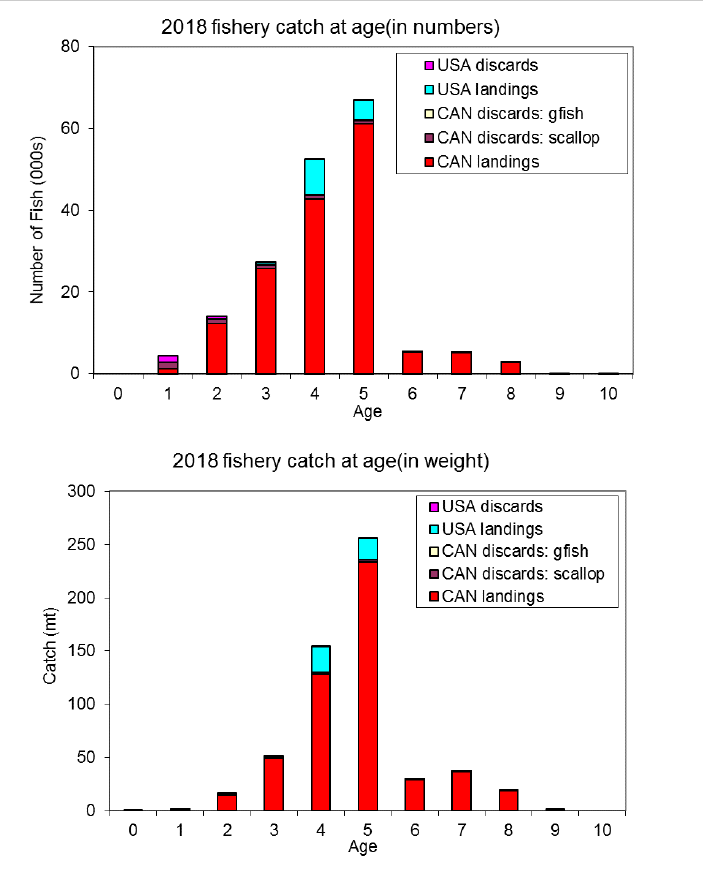 2018 fishery catch at age(in numbers)
80
USA discards
USA landings
60
CAN discards: gfish
CAN discards: scallop
CAN landings
Number of Fish (000s)
40
20
0
0 1 2 3 4 5 6 7 8 9 10
Age
2018 fishery catch at age(in weight)
300
USA discards
USA landings
250
CAN discards: gfish
CAN discards: scallop
200
CAN landings
Catch (mt)
150
100
50
0
0 1 2 3 4 5 6 7 8 9 10
Age